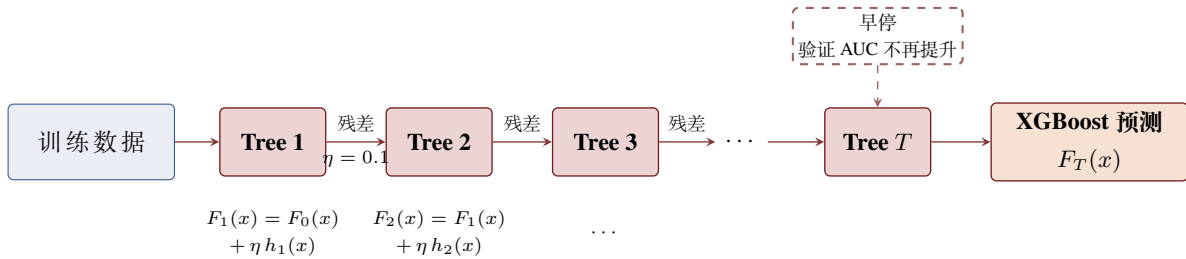 早停
验证 AUC 不再提升
训练数据
Tree 1
残差
η = 0.1
Tree 2
残差
Tree 3
残差
···
Tree T
XGBoost 预测
F_T(x)
F_1(x) = F_0(x)
+ η h_1(x)
F_2(x) = F_1(x)
+ η h_2(x)
···